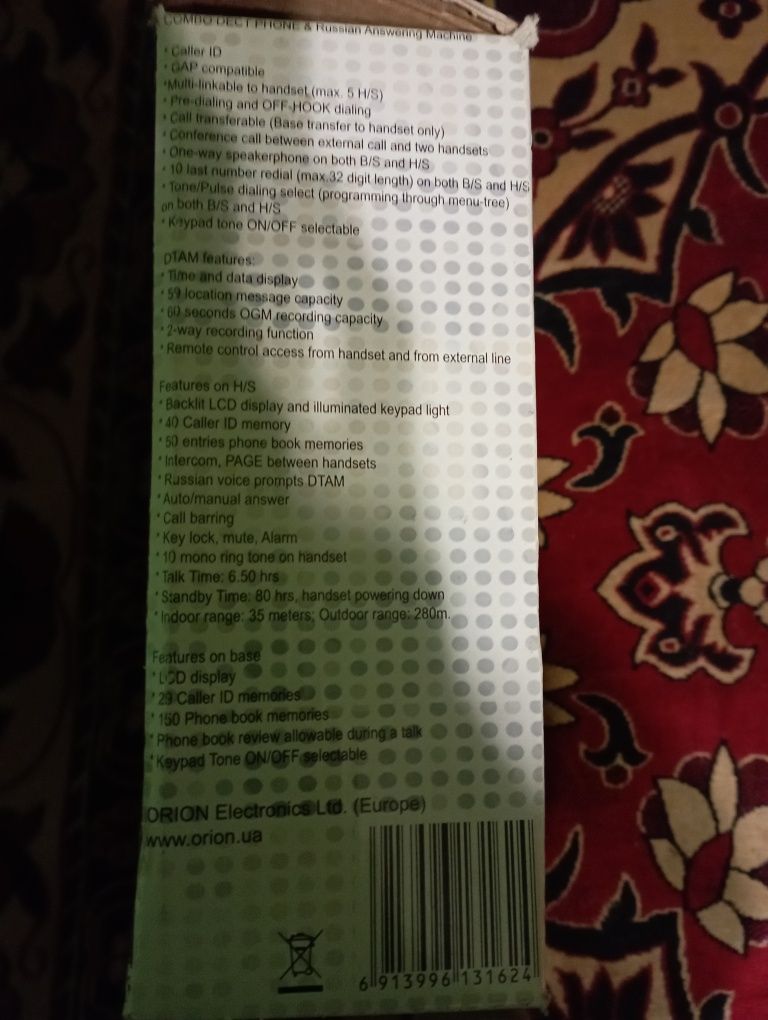 COMBO DECT PHONE & Russian Answering Machine
• Caller ID
• GAP compatible
•Multi-linkable to handset (max. 5 H/S)
• Pre-dialing and OFF-HOOK dialing
• Call transferable (Base transfer to handset only)
• Conference call between external call and two handsets
• One-way speakerphone on both B/S and H/S
• 10 last number redial (max.32 digit length) on both B/S and H/S
• Tone/Pulse dialing select (programming through menu-tree)
on both B/S and H/S
• Keypad tone ON/OFF selectable
DTAM features:
• Time and data display
• 59 location message capacity
• 60 seconds OGM recording capacity
• 2-way recording function
• Remote control access from handset and from external line
Features on H/S
• Backlit LCD display and illuminated keypad light
• 40 Caller ID memory
• 50 entries phone book memories
• Intercom, PAGE between handsets
• Russian voice prompts DTAM
• Auto/manual answer
• Call barring
• Key lock, mute, Alarm
• 10 mono ring tone on handset
• Talk Time: 6.50 hrs
• Standby Time: 80 hrs, handset powering down
• Indoor range: 35 meters; Outdoor range: 280m.
Features on base
• LCD display
• 29 Caller ID memories
• 150 Phone book memories
• Phone book review allowable during a talk
• Keypad Tone ON/OFF selectable
ORION Electronics Ltd. (Europe)
www.orion.ua
6 913996 131624